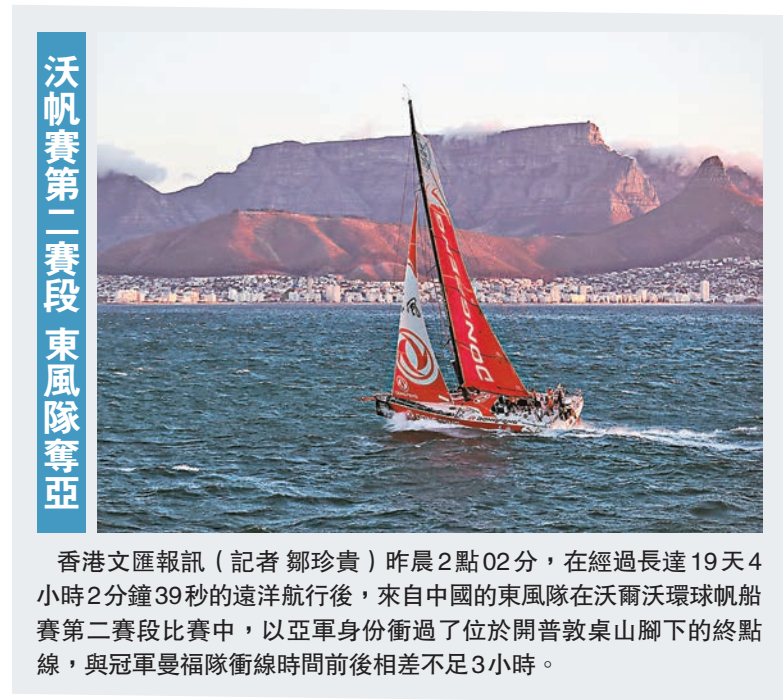 沃帆賽第二賽段 東風隊奪亞
DONGF
香港文匯報訊（記者 鄒珍貴）昨晨2點02分，在經過長達19天4
小時2分鐘39秒的遠洋航行後，來自中國的東風隊在沃爾沃環球帆船
賽第二賽段比賽中，以亞軍身份衝過了位於開普敦桌山腳下的終點
線，與冠軍曼福隊衝線時間前後相差不足3小時。